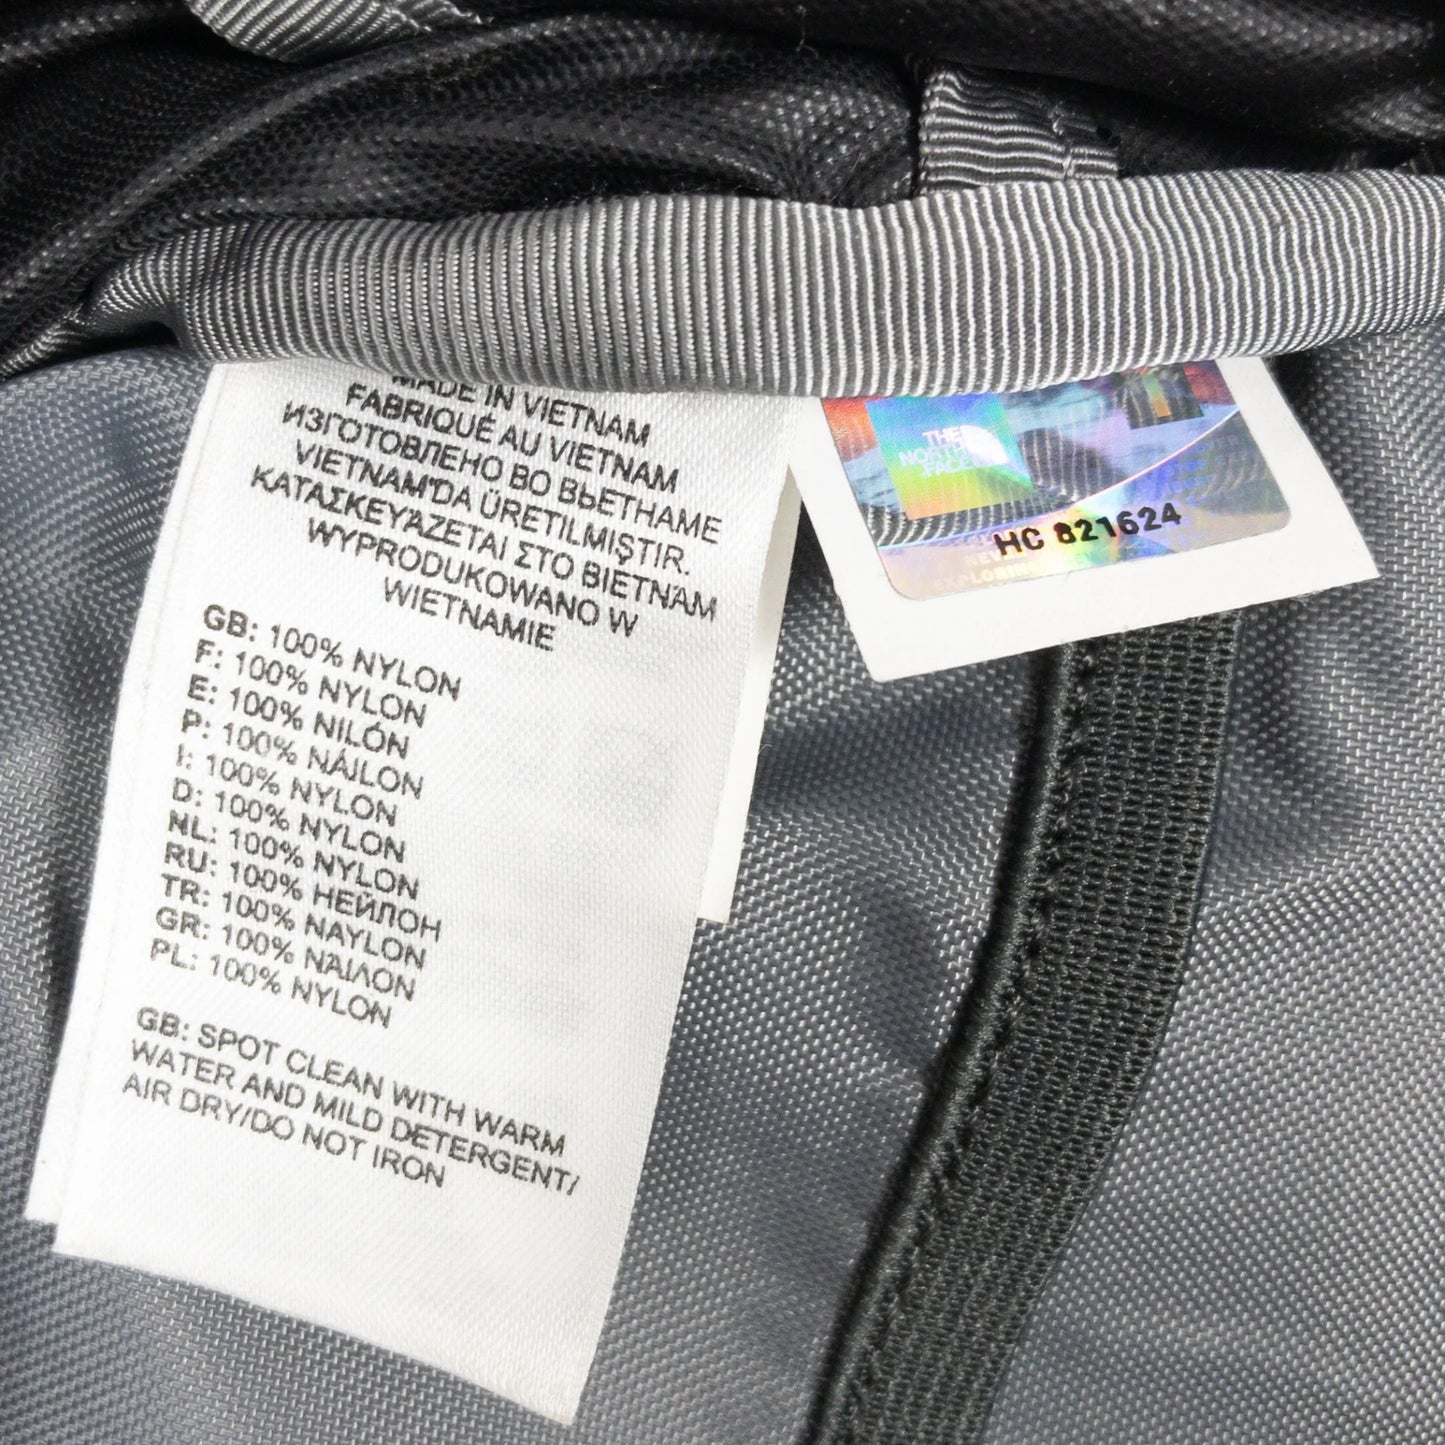 MADE IN VIETNAM
FABRIQUÉ AU VIETNAM
ИЗГОТОВЛЕНО ВО ВЬЕТНАМЕ
VIETNAM'DA ÜRETILMIŞTIR.
ΚΑΤΑΣΚΕΥΆΖΕΤΑΙ ΣΤΟ ΒΙΕΤΝΆΜ
WYPRODUKOWANO W
WIETNAMIE
GB: 100% NYLON
F: 100% NYLON
E: 100% NILÓN
P: 100% NÁILON
I: 100% NYLON
D: 100% NYLON
NL: 100% NYLON
RU: 100% НЕЙЛОН
TR: 100% NAYLON
GR: 100% ΝΆΙΛΟΝ
PL: 100% NYLON
GB: SPOT CLEAN WITH WARM
WATER AND MILD DETERGENT/
AIR DRY/DO NOT IRON
THE
NORTH
FACE
HC 821624